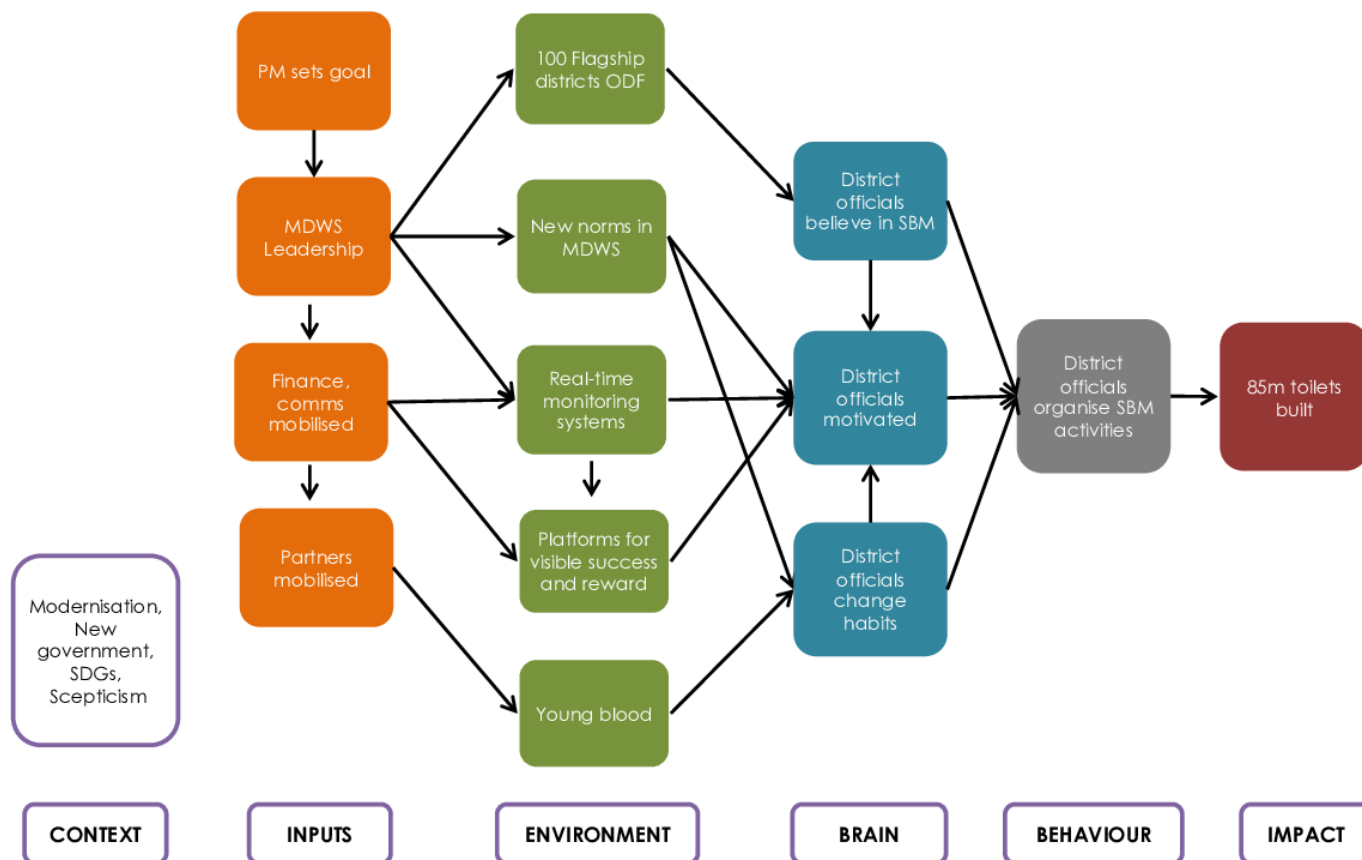 PM sets goal
MDWS
Leadership
Finance,
comms
mobilised
Partners
mobilised
100 Flagship
districts ODF
New norms in
MDWS
Real-time
monitoring
systems
Platforms for
visible success
and reward
Young blood
District
officials
believe in SBM
District
officials
motivated
District
officials
change
habits
District
officials
organise SBM
activities
85m toilets
built
Modernisation,
New
government,
SDGs,
Scepticism
CONTEXT
INPUTS
ENVIRONMENT
BRAIN
BEHAVIOUR
IMPACT